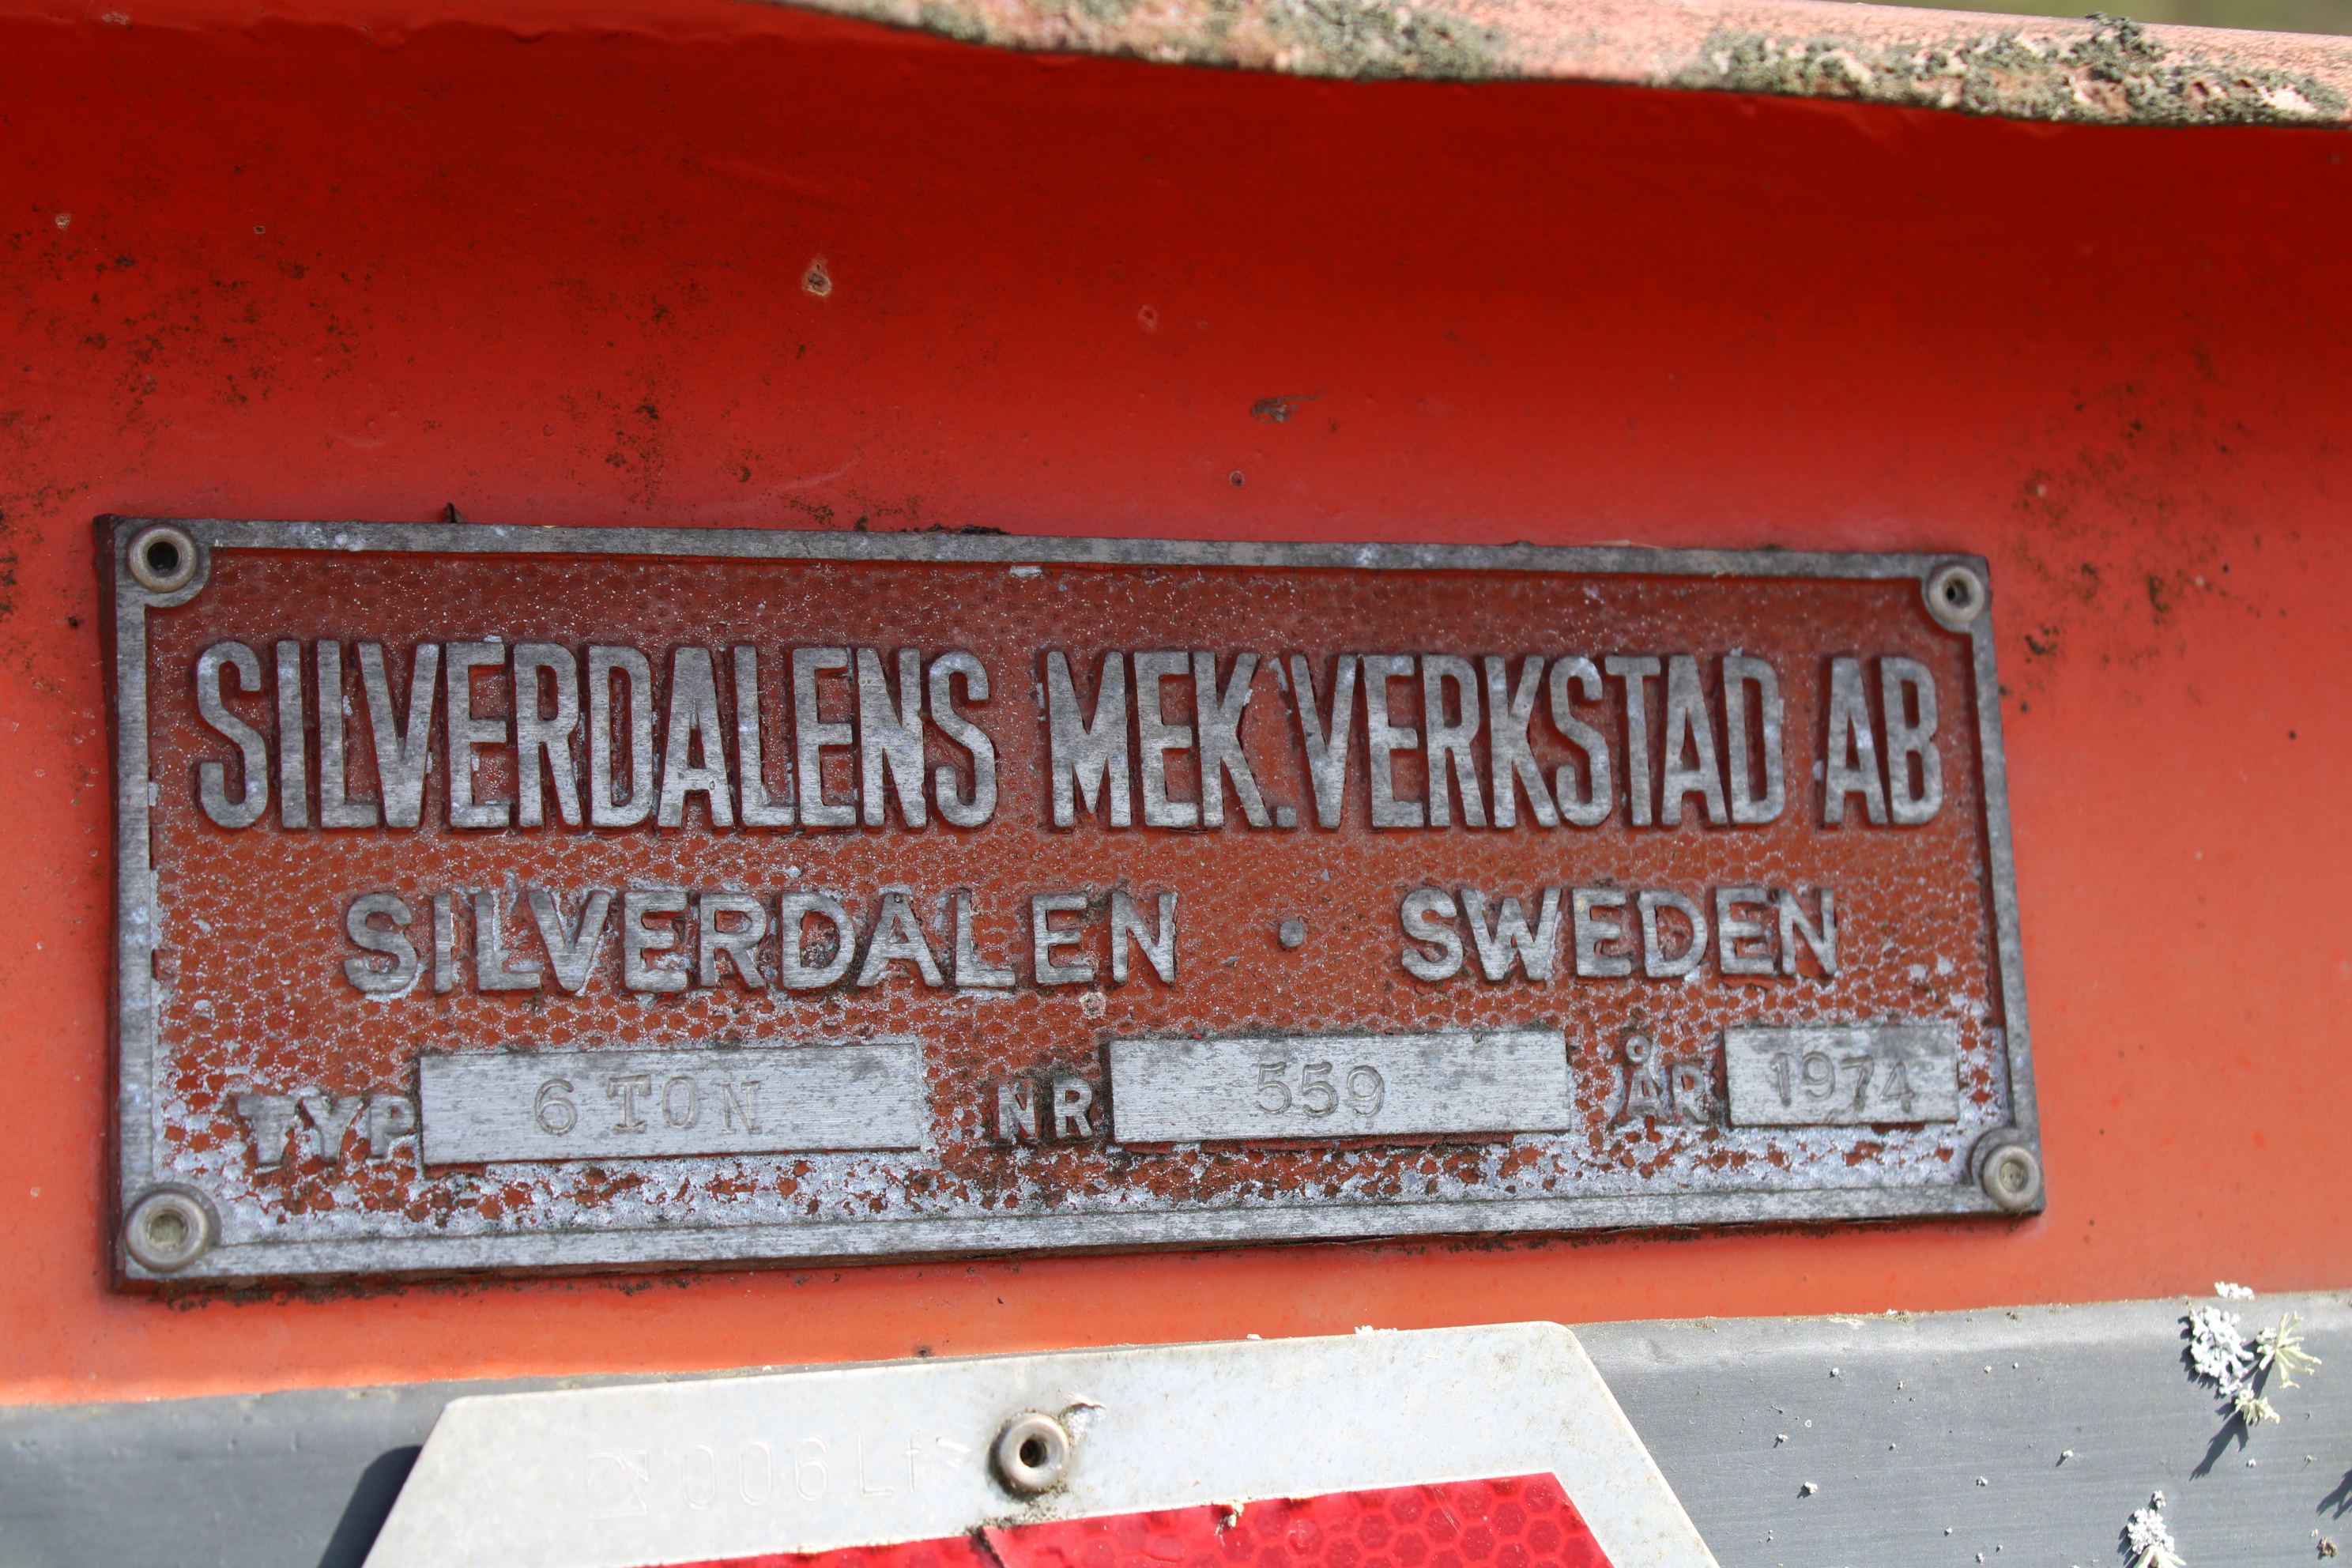 SILVERDALENS MEK.VERKSTAD AB
SILVERDALEN · SWEDEN
TYP 6 TON NR 559 ÅR 1974